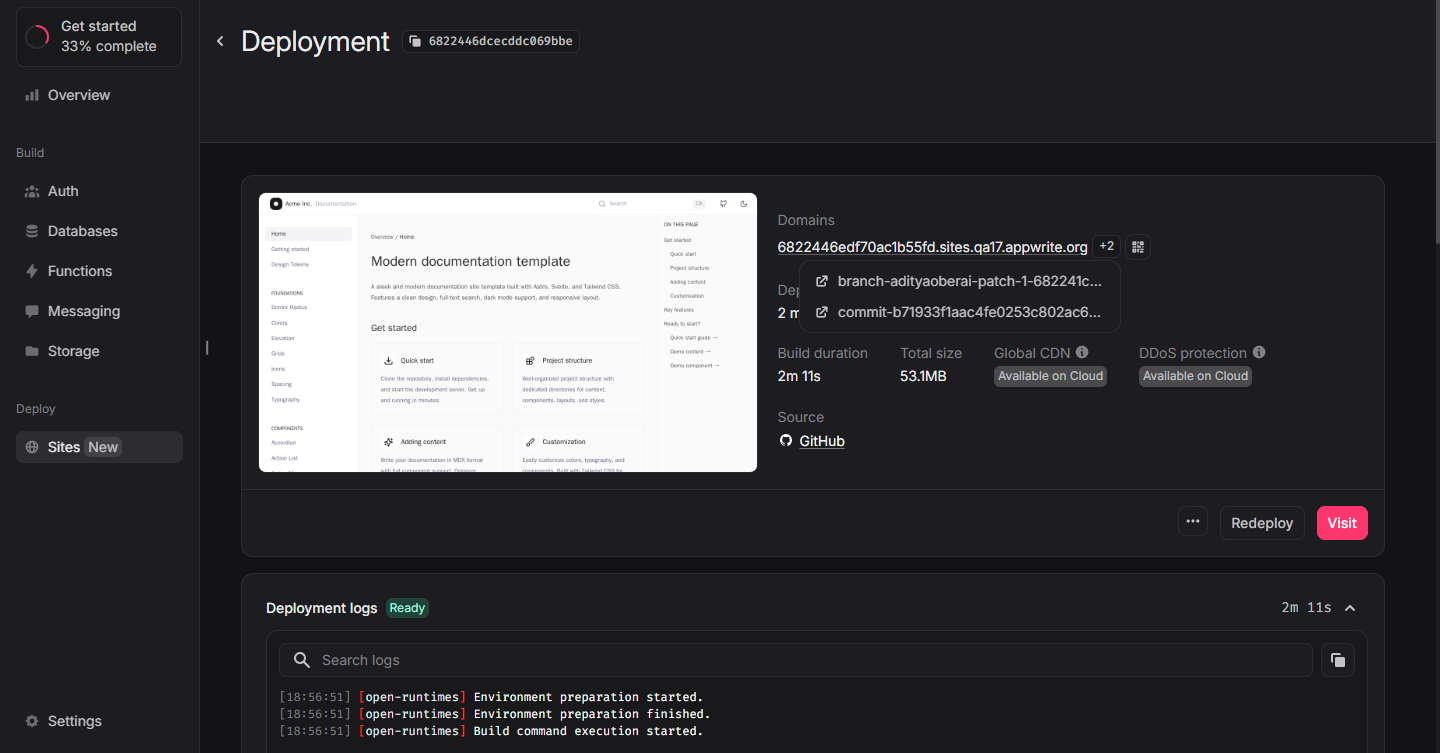 Get started
33% complete
Overview
Build
Auth
Databases
Functions
Messaging
Storage
Deploy
Sites New
Settings
Deployment 6822446dcecddc069bbe
Acme Inc. Documentation
Search
Home
Getting started
Design Tokens
FOUNDATIONS
Border Radius
Colors
Elevation
Grids
Icons
Spacing
Typography
COMPONENTS
Accordion
Action List
Overview / Home
Modern documentation template
A sleek and modern documentation site template built with Astro, Svelte, and Tailwind CSS.
Features a clean design, full-text search, dark mode support, and responsive layout.
Get started
Quick start
Clone the repository, install dependencies,
and start the development server. Get up
and running in minutes.
Project structure
Well-organized project structure with
dedicated directories for content,
components, layouts, and styles.
Adding content
Write your documentation in MDX format
with full component support. Organize
Customization
Easily customize colors, typography, and
components. Built with Tailwind CSS for
ON THIS PAGE
Get started
Quick start
Project structure
Adding content
Customization
Key features
Ready to start?
Quick start guide →
Demo content →
Demo component →
Domains
6822446edf70ac1b55fd.sites.qa17.appwrite.org +2
branch-adityaoberai-patch-1-682241c...
commit-b71933f1aac4fe0253c802ac6...
Dep
2 m
Build duration
2m 11s
Total size
53.1MB
Global CDN
Available on Cloud
DDoS protection
Available on Cloud
Source
GitHub
Redeploy
Visit
Deployment logs Ready
2m 11s
Search logs
[18:56:51] [open-runtimes] Environment preparation started.
[18:56:51] [open-runtimes] Environment preparation finished.
[18:56:51] [open-runtimes] Build command execution started.